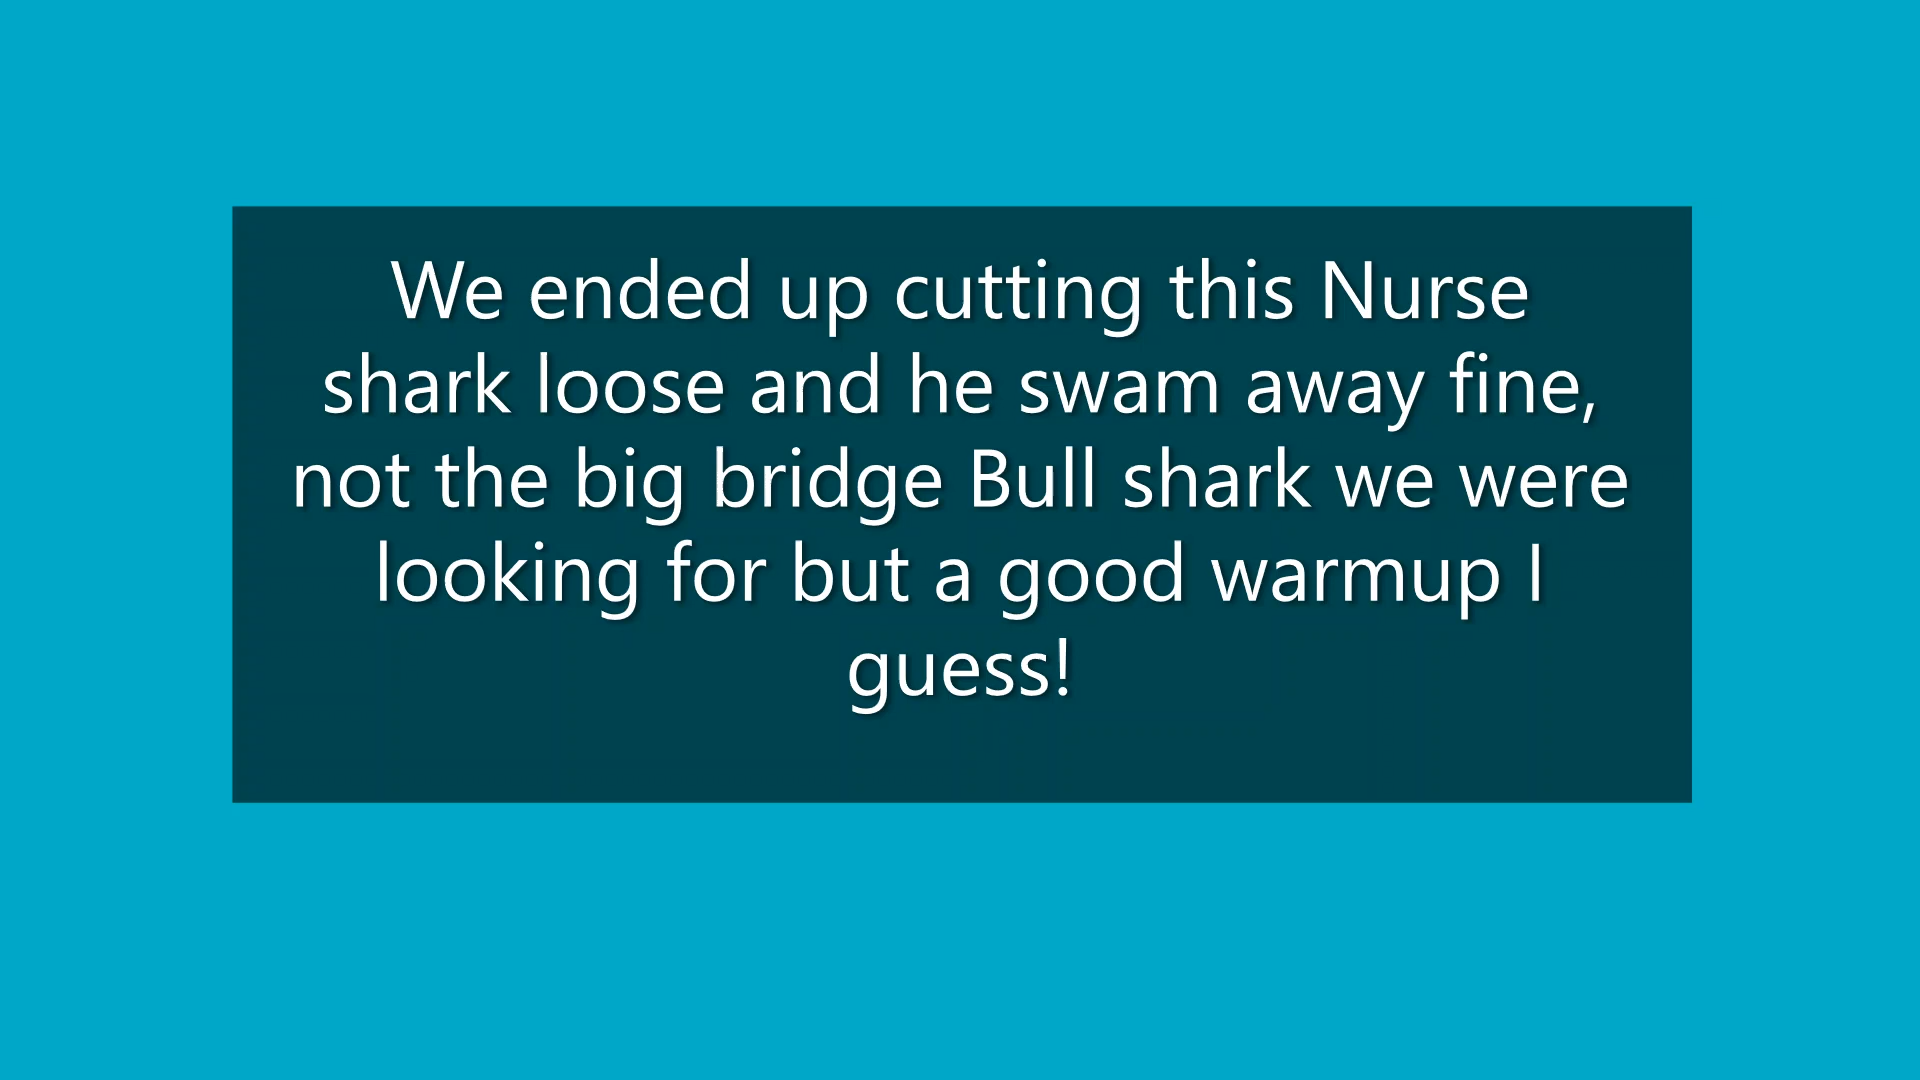 We ended up cutting this Nurse
shark loose and he swam away fine,
not the big bridge Bull shark we were
looking for but a good warmup I
guess!